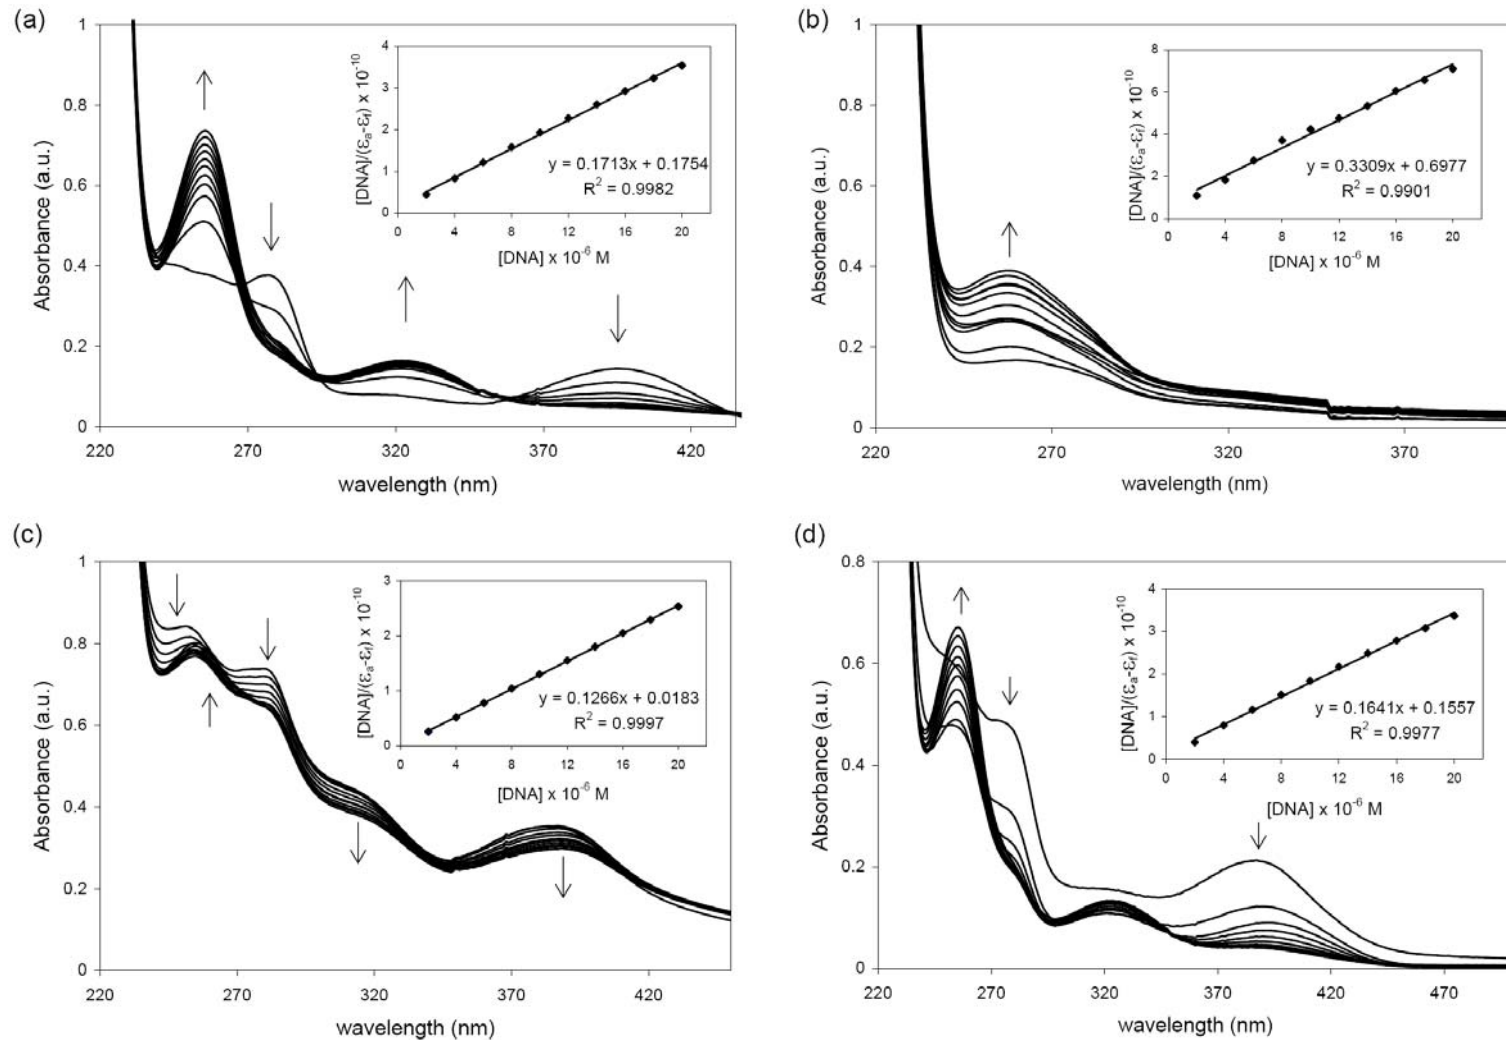 (a)
1
0.8
0.6
0.4
0.2
0
Absorbance (a.u.)
220 270 320 370 420
wavelength (nm)
4
3
2
1
0
[DNA]/(εa-εf) x 10-10
y = 0.1713x + 0.1754
R2 = 0.9982
0 4 8 12 16 20
[DNA] x 10-6 M
(b)
1
0.8
0.6
0.4
0.2
0
Absorbance (a.u.)
220 270 320 370
wavelength (nm)
8
6
4
2
0
[DNA]/(εa-εf) x 10-10
y = 0.3309x + 0.6977
R2 = 0.9901
0 4 8 12 16 20
[DNA] x 10-6 M
(c)
1
0.8
0.6
0.4
0.2
0
Absorbance (a.u.)
220 270 320 370 420
wavelength (nm)
3
2
1
0
[DNA]/(εa-εf) x 10-10
y = 0.1266x + 0.0183
R2 = 0.9997
0 4 8 12 16 20
[DNA] x 10-6 M
(d)
0.8
0.6
0.4
0.2
0
Absorbance (a.u.)
220 270 320 370 420 470
wavelength (nm)
4
3
2
1
0
[DNA]/(εa-εf) x 10-10
y = 0.1641x + 0.1557
R2 = 0.9977
0 4 8 12 16 20
[DNA] x 10-6 M